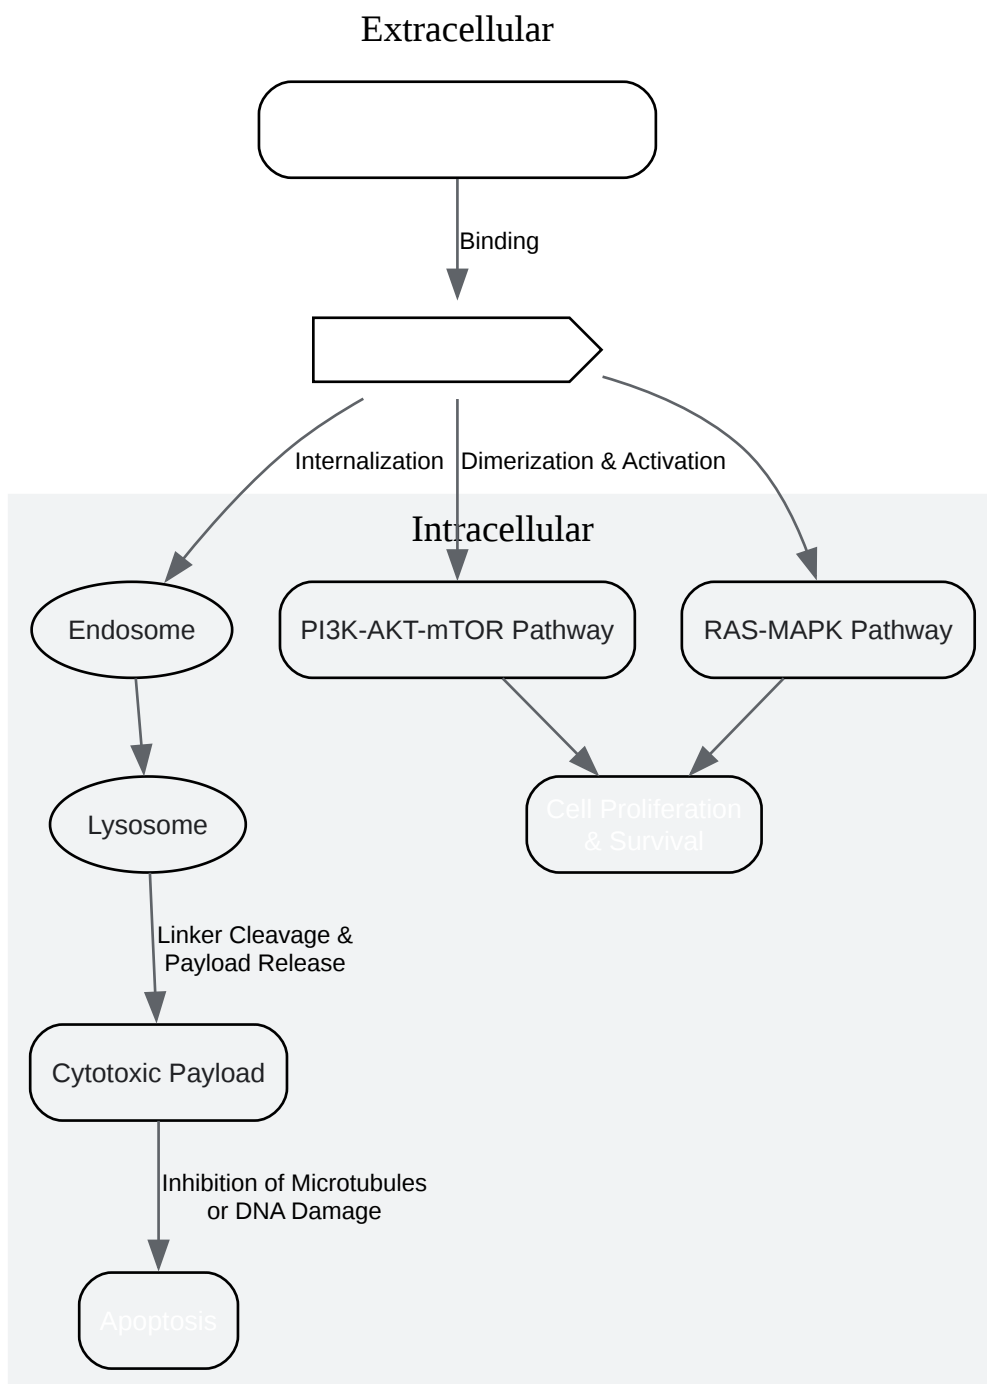 Extracellular
Binding
Internalization
Dimerization & Activation
Intracellular
Endosome
PI3K-AKT-mTOR Pathway
RAS-MAPK Pathway
Lysosome
Cell Proliferation
& Survival
Linker Cleavage &
Payload Release
Cytotoxic Payload
Inhibition of Microtubules
or DNA Damage
Apoptosis